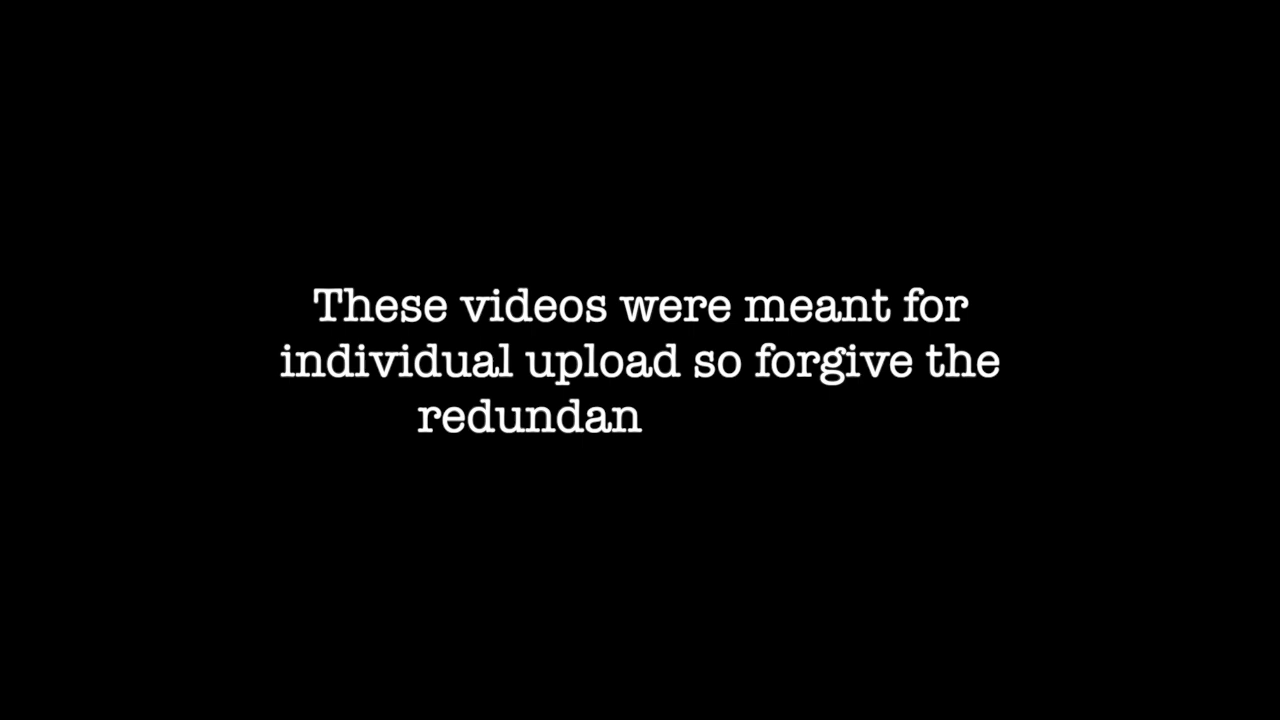 These videos were meant for
individual upload so forgive the
redundan